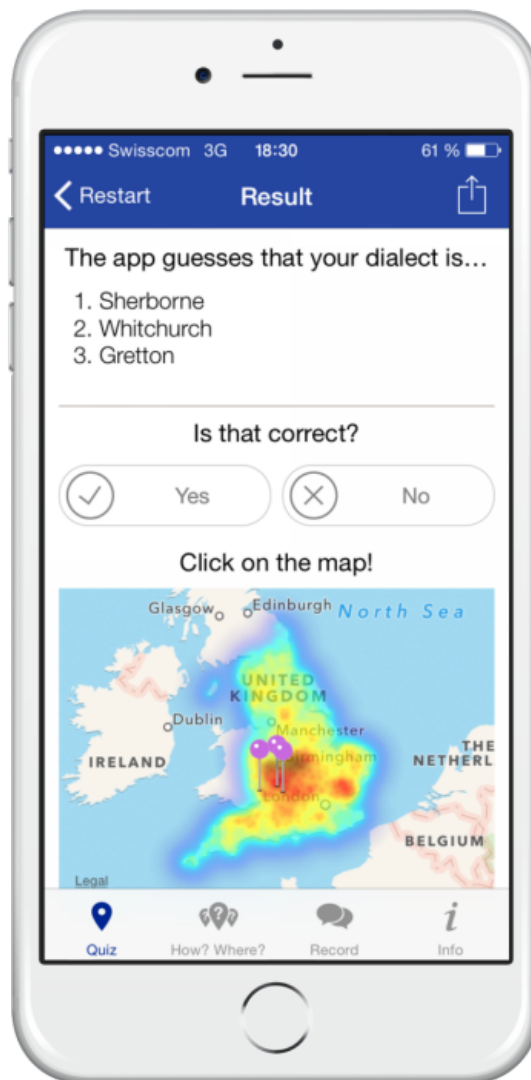 Swisscom 3G 18:30 61 %
Restart Result
The app guesses that your dialect is...
1. Sherborne
2. Whitchurch
3. Gretton
Is that correct?
Yes No
Click on the map!
Glasgow Edinburgh North Sea
UNITED
KINGDOM
Dublin
Manchester
IRELAND
THE
NETHERL
London
BELGIUM
Legal
Quiz How? Where? Record Info